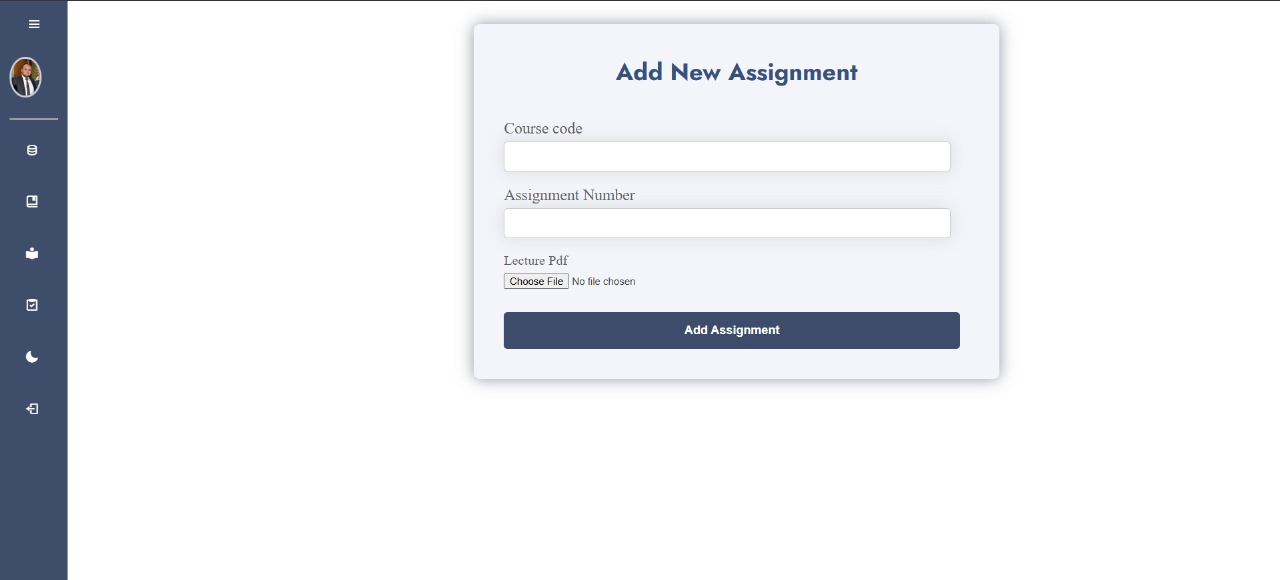 Add New Assignment
Course code
Assignment Number
Lecture Pdf
Choose File No file chosen
Add Assignment